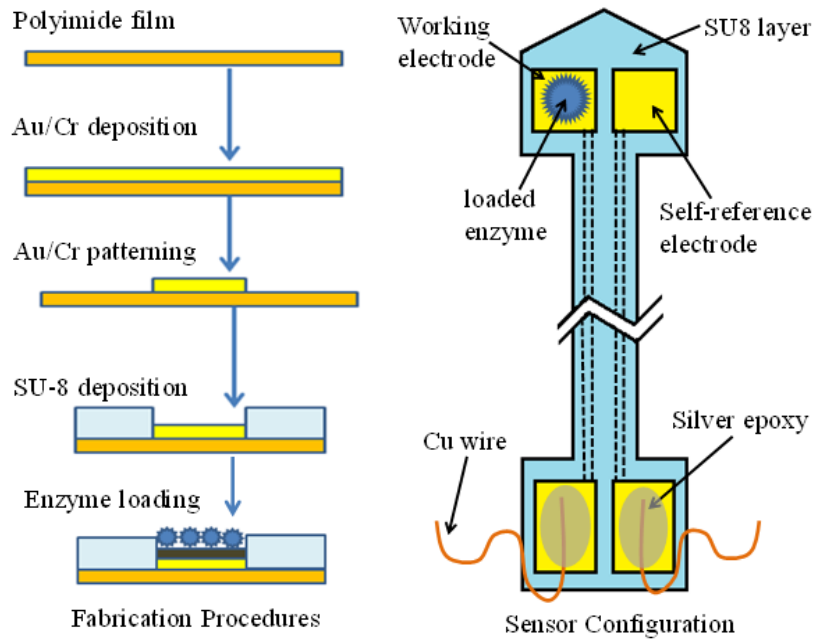 Polyimide film
Au/Cr deposition
Au/Cr patterning
SU-8 deposition
Enzyme loading
Fabrication Procedures
Working
electrode
SU8 layer
loaded
enzyme
Self-reference
electrode
Cu wire
Silver epoxy
Sensor Configuration